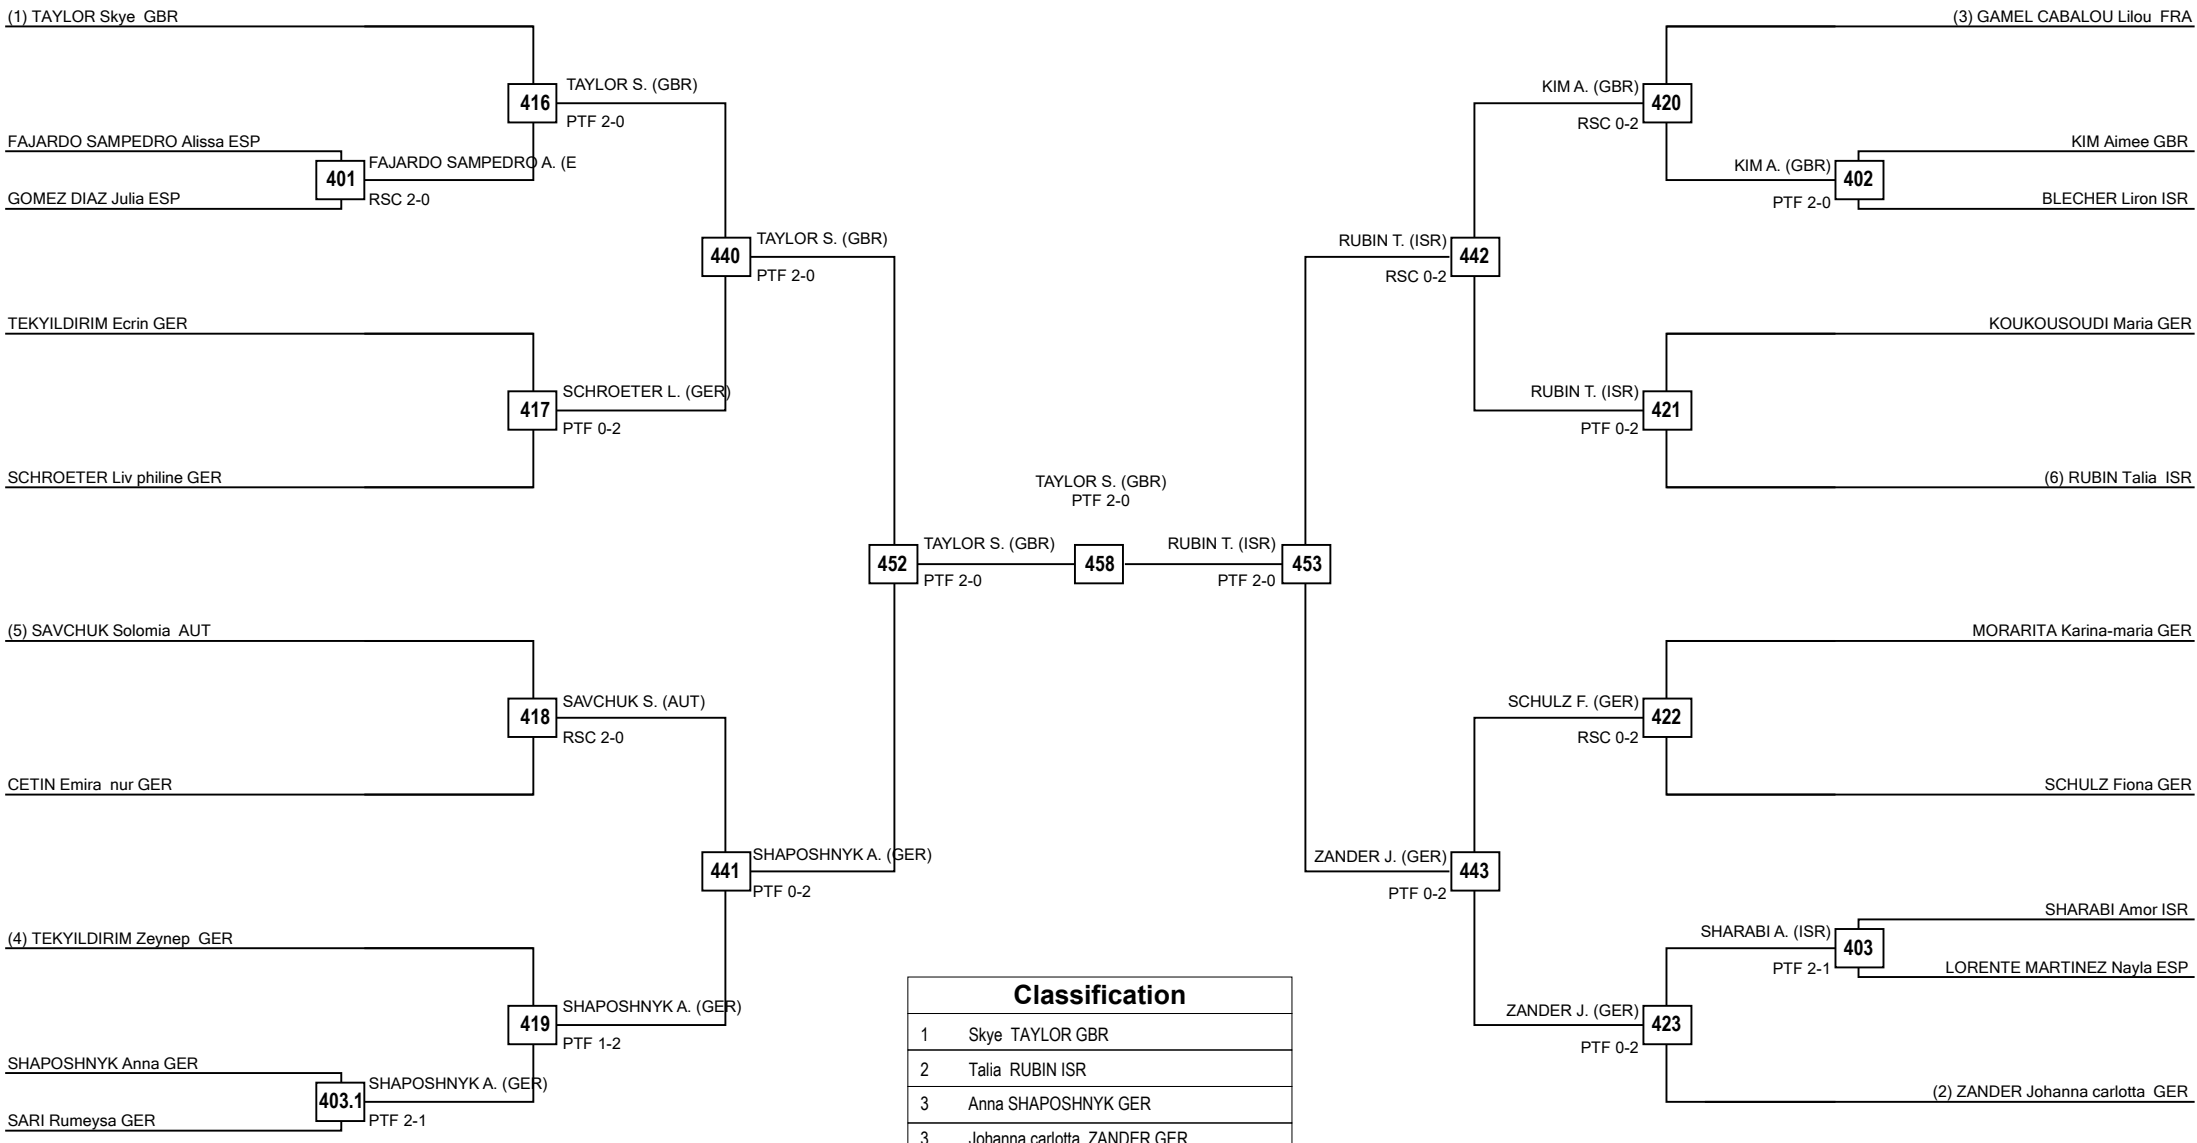 (1) TAYLOR Skye GBR
TAYLOR S. (GBR)
416
PTF 2-0
FAJARDO SAMPEDRO Alissa ESP
FAJARDO SAMPEDRO A. (E
401
GOMEZ DIAZ Julia ESP
RSC 2-0
TAYLOR S. (GBR)
440
PTF 2-0
TEKYILDIRIM Ecrin GER
SCHROETER L. (GER)
417
PTF 0-2
SCHROETER Liv philine GER
TAYLOR S. (GBR)
452
PTF 2-0
(5) SAVCHUK Solomia AUT
SAVCHUK S. (AUT)
418
RSC 2-0
CETIN Emira nur GER
SHAPOSHNYK A. (GER)
441
PTF 0-2
(4) TEKYILDIRIM Zeynep GER
SHAPOSHNYK A. (GER)
419
PTF 1-2
SHAPOSHNYK Anna GER
SHAPOSHNYK A. (GER)
403.1
SARI Rumeysa GER
PTF 2-1
TAYLOR S. (GBR)
PTF 2-0
458
(3) GAMEL CABALOU Lilou FRA
KIM A. (GBR)
420
RSC 0-2
KIM Aimee GBR
KIM A. (GBR)
402
PTF 2-0
BLECHER Liron ISR
RUBIN T. (ISR)
442
RSC 0-2
KOUKOUSOUDI Maria GER
RUBIN T. (ISR)
421
PTF 0-2
(6) RUBIN Talia ISR
RUBIN T. (ISR)
453
PTF 2-0
MORARITA Karina-maria GER
SCHULZ F. (GER)
422
RSC 0-2
SCHULZ Fiona GER
ZANDER J. (GER)
443
PTF 0-2
SHARABI Amor ISR
SHARABI A. (ISR)
403
PTF 2-1
LORENTE MARTINEZ Nayla ESP
ZANDER J. (GER)
423
PTF 0-2
(2) ZANDER Johanna carlotta GER
Classification
1 Skye TAYLOR GBR
2 Talia RUBIN ISR
3 Anna SHAPOSHNYK GER
3 Johanna carlotta ZANDER GER